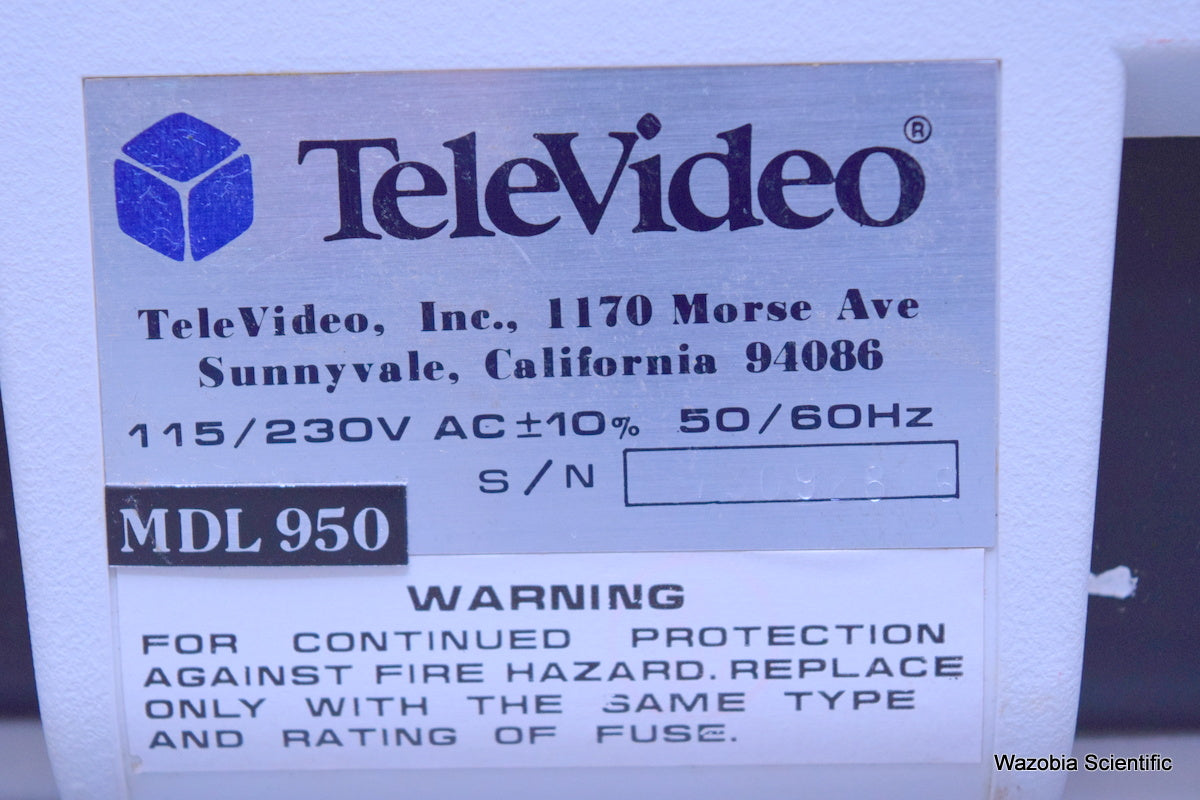 TeleVideo®
TeleVideo, Inc., 1170 Morse Ave
Sunnyvale, California 94086
115/230V AC ±10% 50/60Hz
S/N
MDL 950
WARNING
FOR CONTINUED PROTECTION
AGAINST FIRE HAZARD. REPLACE
ONLY WITH THE SAME TYPE
AND RATING OF FUSE.
Wazobia Scientific